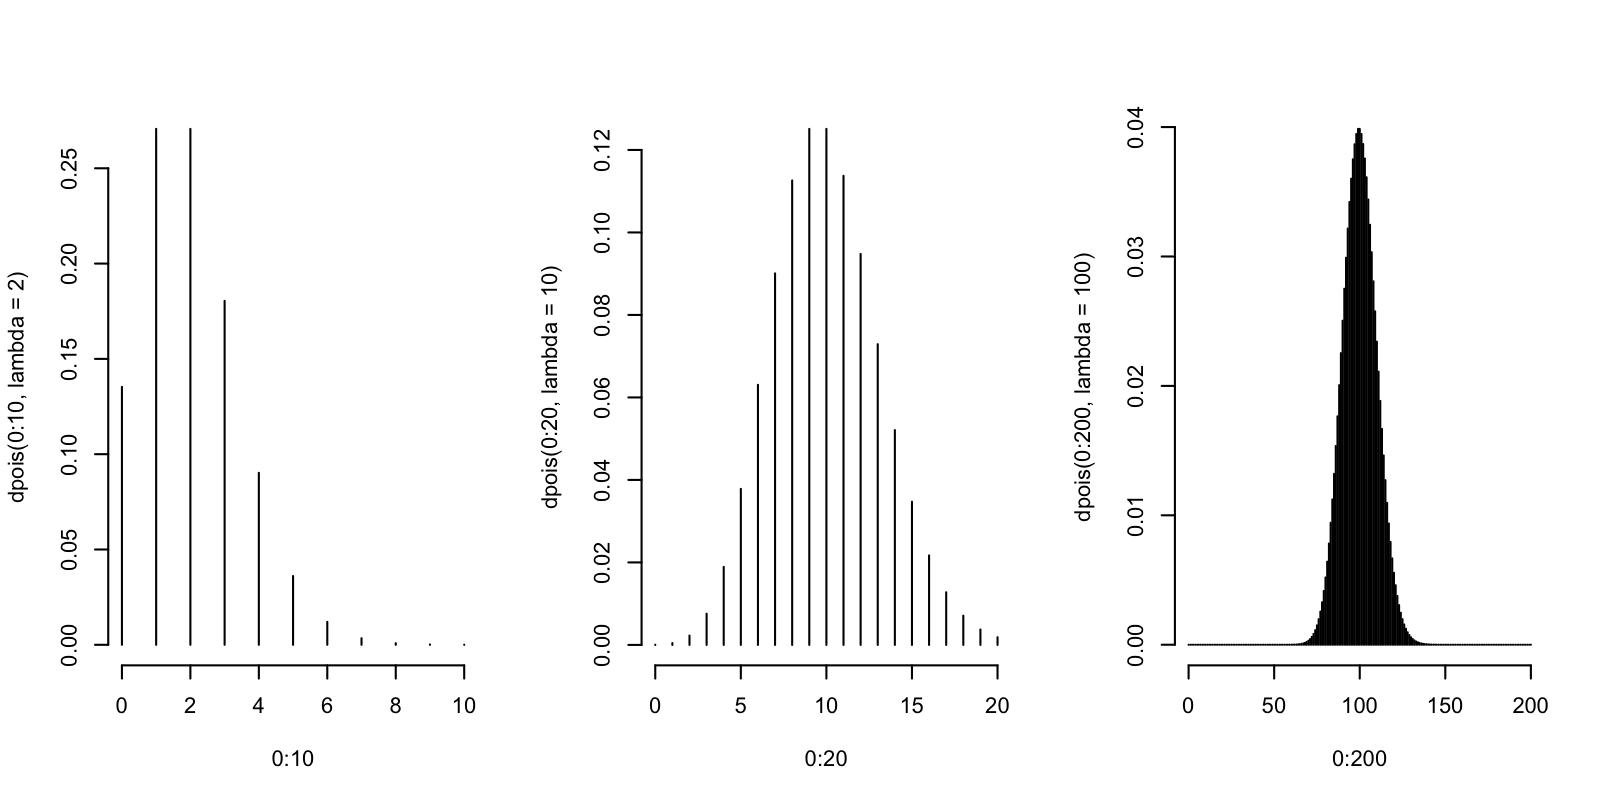 dpois(0:10, lambda = 2)
0.00 0.05 0.10 0.15 0.20 0.25
0 2 4 6 8 10
0:10
dpois(0:20, lambda = 10)
0.00 0.02 0.04 0.06 0.08 0.10 0.12
0 5 10 15 20
0:20
dpois(0:200, lambda = 100)
0.00 0.01 0.02 0.03 0.04
0 50 100 150 200
0:200